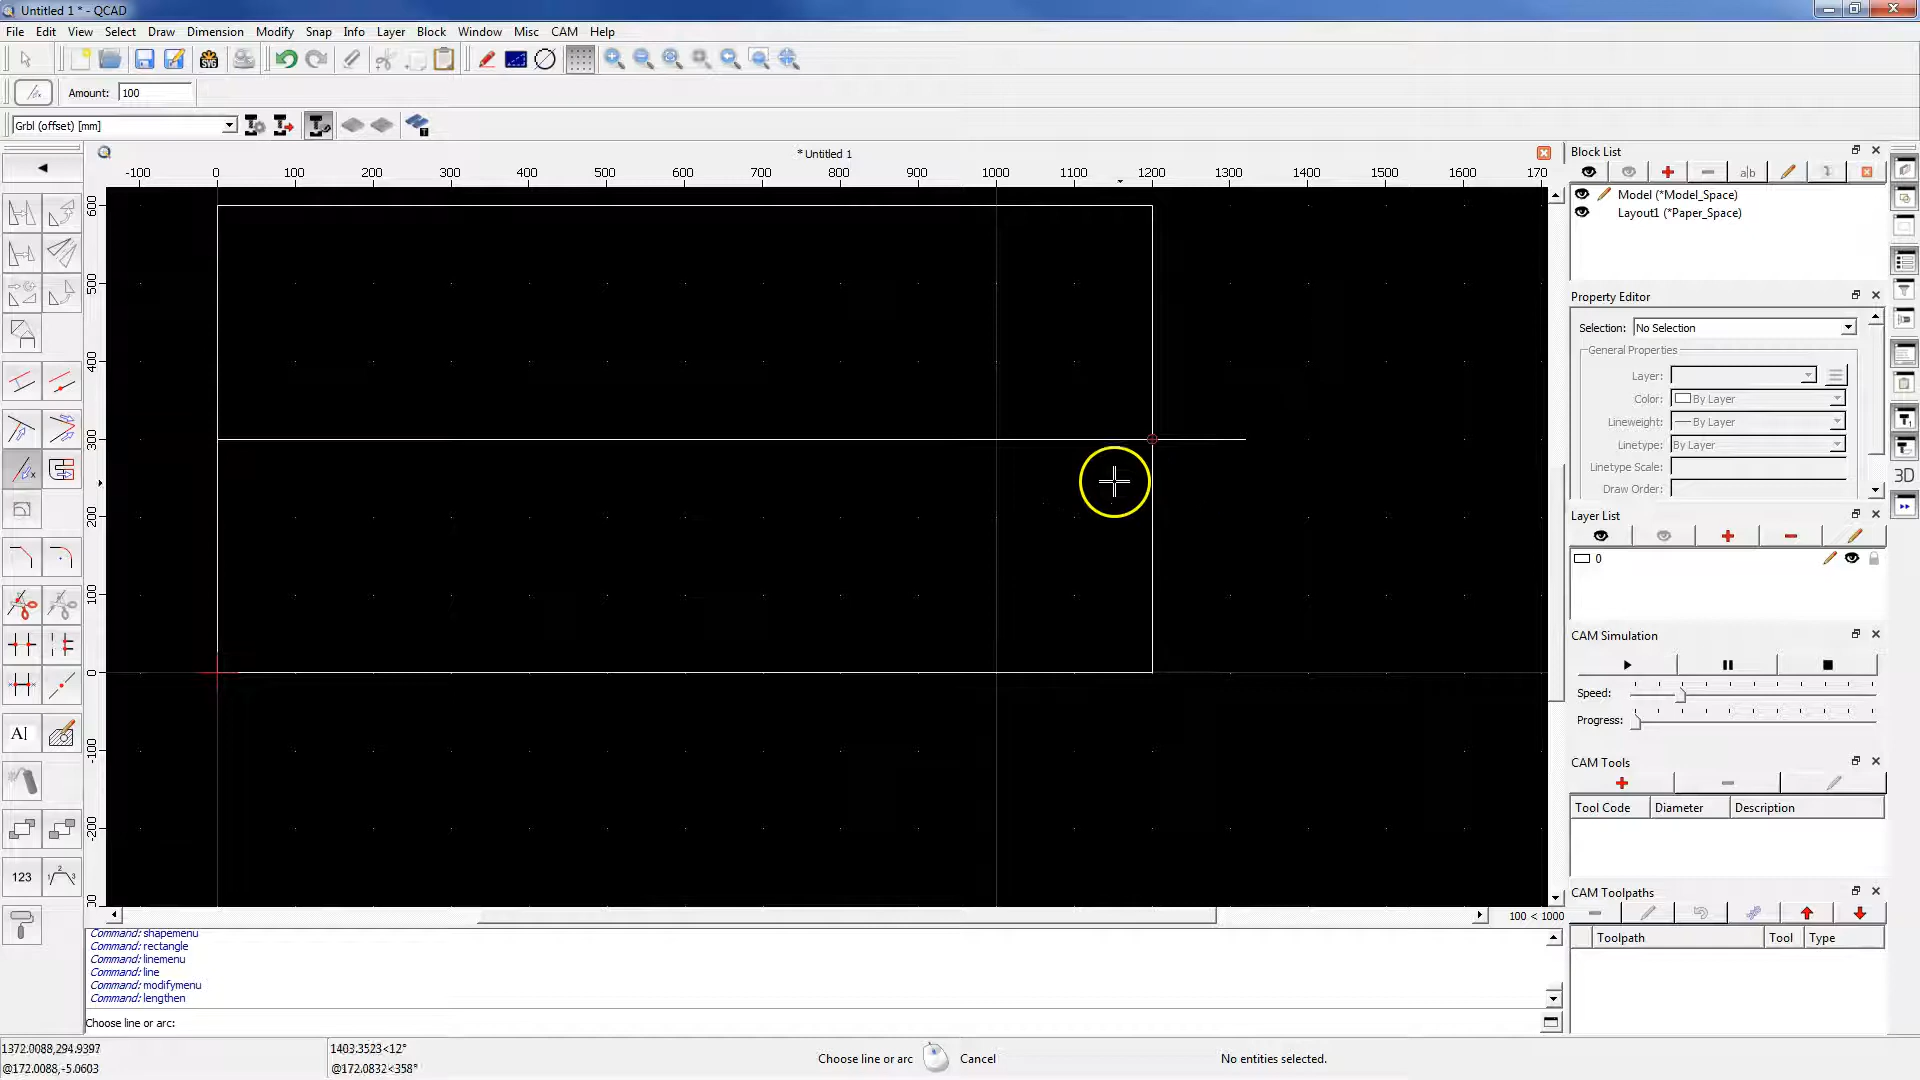 Untitled 1 * - QCAD
File Edit View Select Draw Dimension Modify Snap Info Layer Block Window Misc CAM Help
SVG
Amount: 100
Grbl (offset) [mm]
* Untitled 1
-100 0 100 200 300 400 500 600 700 800 900 1000 1100 1200 1300 1400 1500 1600 1700
600
500
400
300
200
100
0
-100
-200
Block List
Model (*Model_Space)
Layout1 (*Paper_Space)
Property Editor
Selection: No Selection
General Properties
Layer:
Color: By Layer
Lineweight: By Layer
Linetype: By Layer
Linetype Scale:
Draw Order:
3D
Layer List
0
CAM Simulation
Speed:
Progress:
CAM Tools
Tool Code Diameter Description
CAM Toolpaths
Toolpath Tool Type
100 < 1000
Command: shapemenu
Command: rectangle
Command: linemenu
Command: line
Command: modifymenu
Command: lengthen
Choose line or arc:
1372.0088,294.9397
@172.0088,-5.0603
1403.3523<12°
@172.0832<358°
Choose line or arc Cancel
No entities selected.
A
123